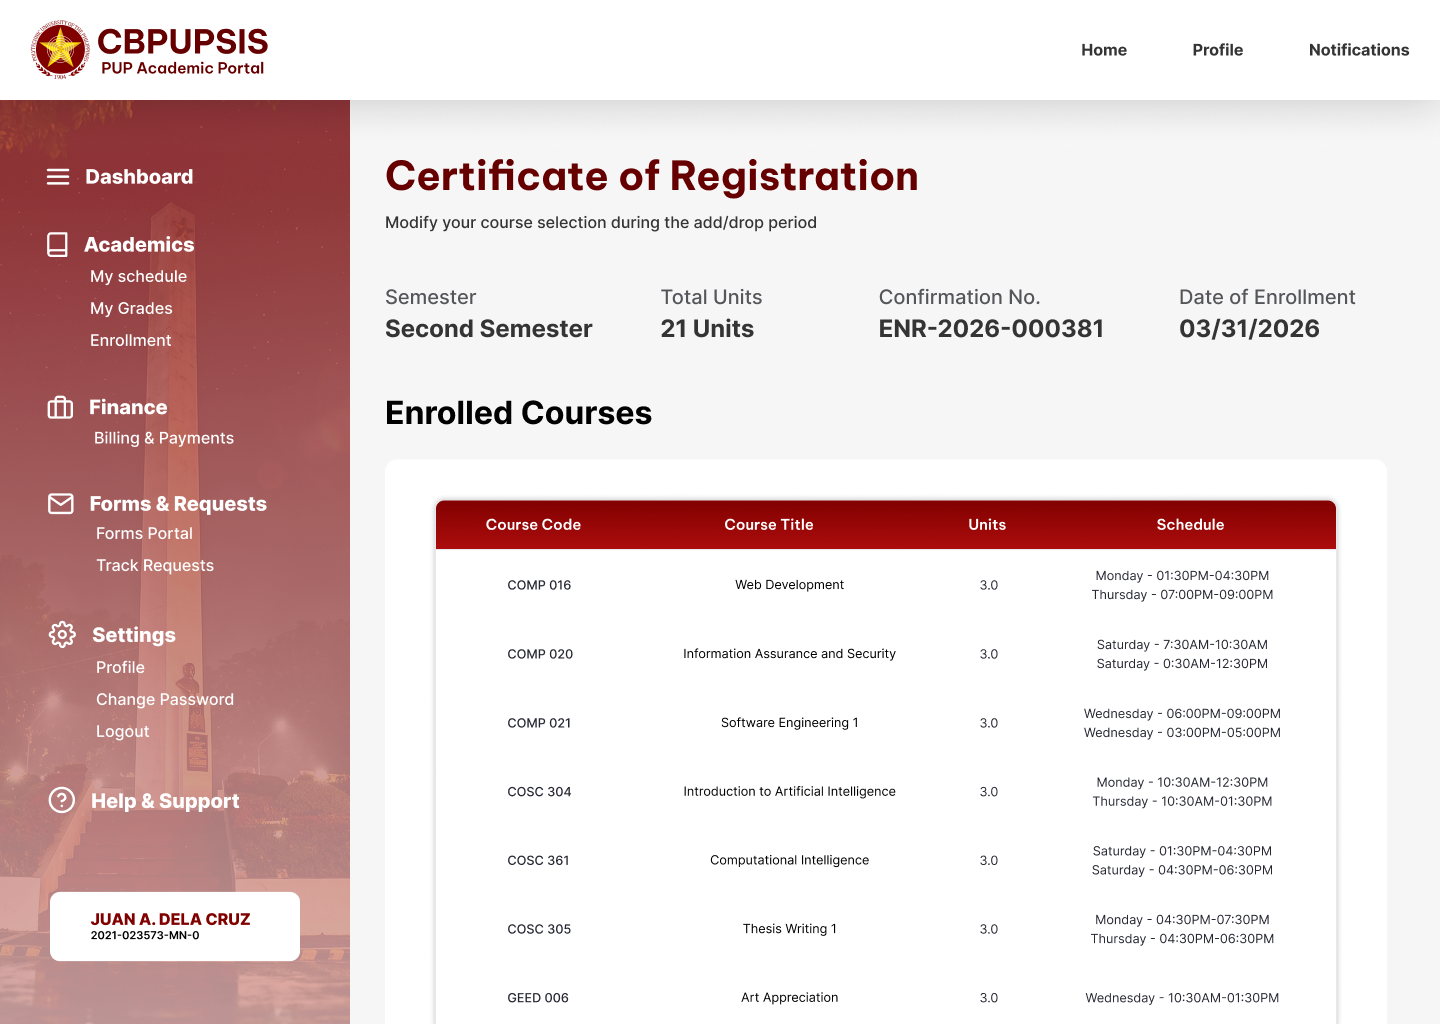 CBPUPSIS
PUP Academic Portal
1904
Home
Profile
Notifications
Dashboard
Academics
My schedule
My Grades
Enrollment
Finance
Billing & Payments
Forms & Requests
Forms Portal
Track Requests
Settings
Profile
Change Password
Logout
Help & Support
JUAN A. DELA CRUZ
2021-023573-MN-0
Certificate of Registration
Modify your course selection during the add/drop period
Semester
Second Semester
Total Units
21 Units
Confirmation No.
ENR-2026-000381
Date of Enrollment
03/31/2026
Enrolled Courses
Course Code Course Title Units Schedule
COMP 016 Web Development 3.0 Monday - 01:30PM-04:30PM
Thursday - 07:00PM-09:00PM
COMP 020 Information Assurance and Security 3.0 Saturday - 7:30AM-10:30AM
Saturday - 0:30AM-12:30PM
COMP 021 Software Engineering 1 3.0 Wednesday - 06:00PM-09:00PM
Wednesday - 03:00PM-05:00PM
COSC 304 Introduction to Artificial Intelligence 3.0 Monday - 10:30AM-12:30PM
Thursday - 10:30AM-01:30PM
COSC 361 Computational Intelligence 3.0 Saturday - 01:30PM-04:30PM
Saturday - 04:30PM-06:30PM
COSC 305 Thesis Writing 1 3.0 Monday - 04:30PM-07:30PM
Thursday - 04:30PM-06:30PM
GEED 006 Art Appreciation 3.0 Wednesday - 10:30AM-01:30PM